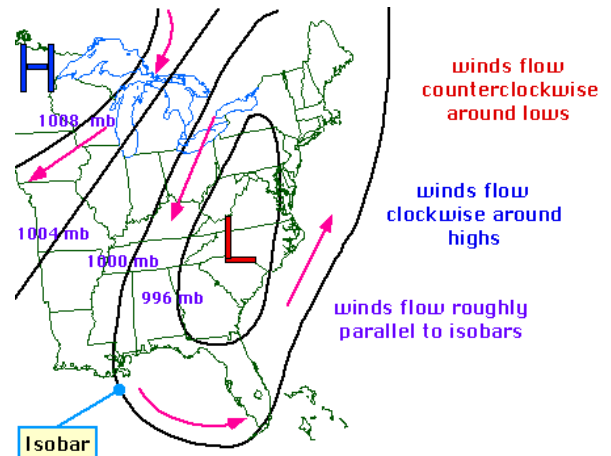 H
winds flow
counterclockwise
around lows
1008 mb
winds flow
clockwise around
highs
L
1004 mb
1000 mb
996 mb
winds flow roughly
parallel to isobars
Isobar